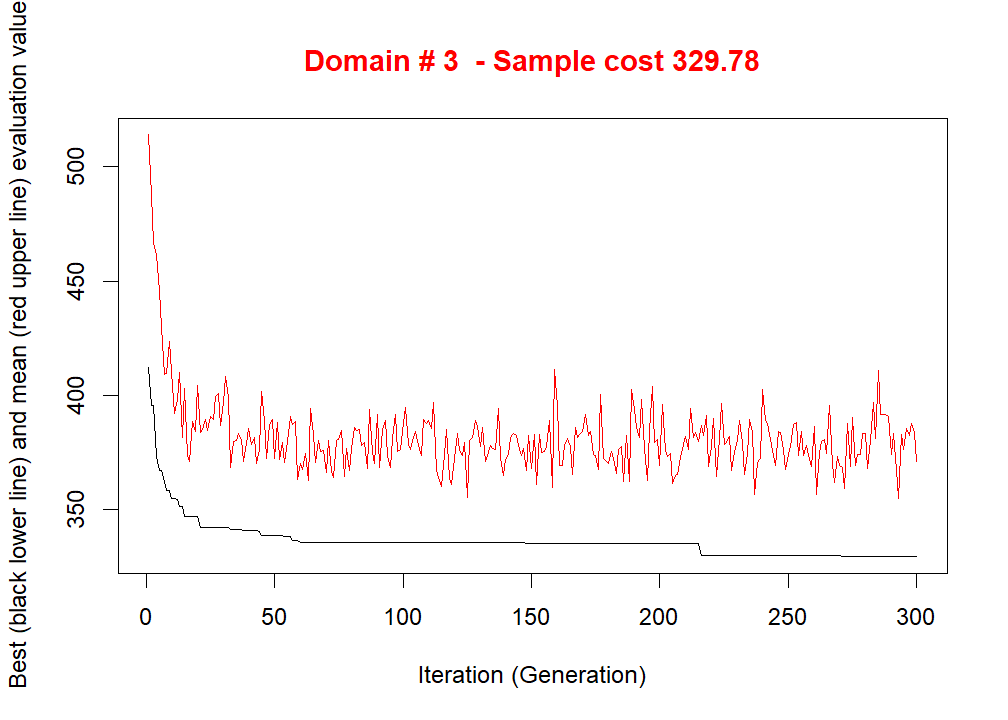 Domain # 3  - Sample cost 329.78
Best (black lower line) and mean (red upper line) evaluation value
500
450
400
350
0 50 100 150 200 250 300
Iteration (Generation)